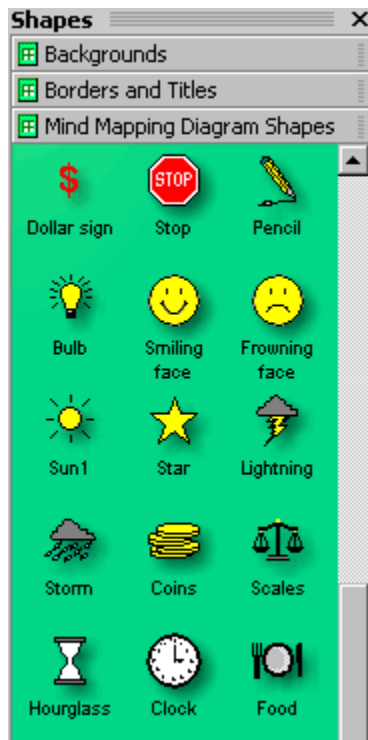 Shapes
Backgrounds
Borders and Titles
Mind Mapping Diagram Shapes
$
STOP
Dollar sign
Stop
Pencil
Bulb
Smiling
face
Frowning
face
Sun1
Star
Lightning
Storm
Coins
Scales
Hourglass
Clock
Food